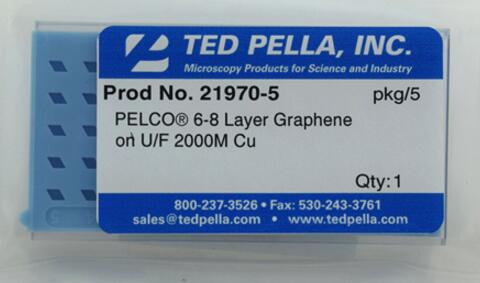 TED PELLA, INC.
Microscopy Products for Science and Industry
Prod No. 21970-5 pkg/5
PELCO® 6-8 Layer Graphene
on U/F 2000M Cu
Qty: 1
800-237-3526 • Fax: 530-243-3761
sales@tedpella.com • www.tedpella.com